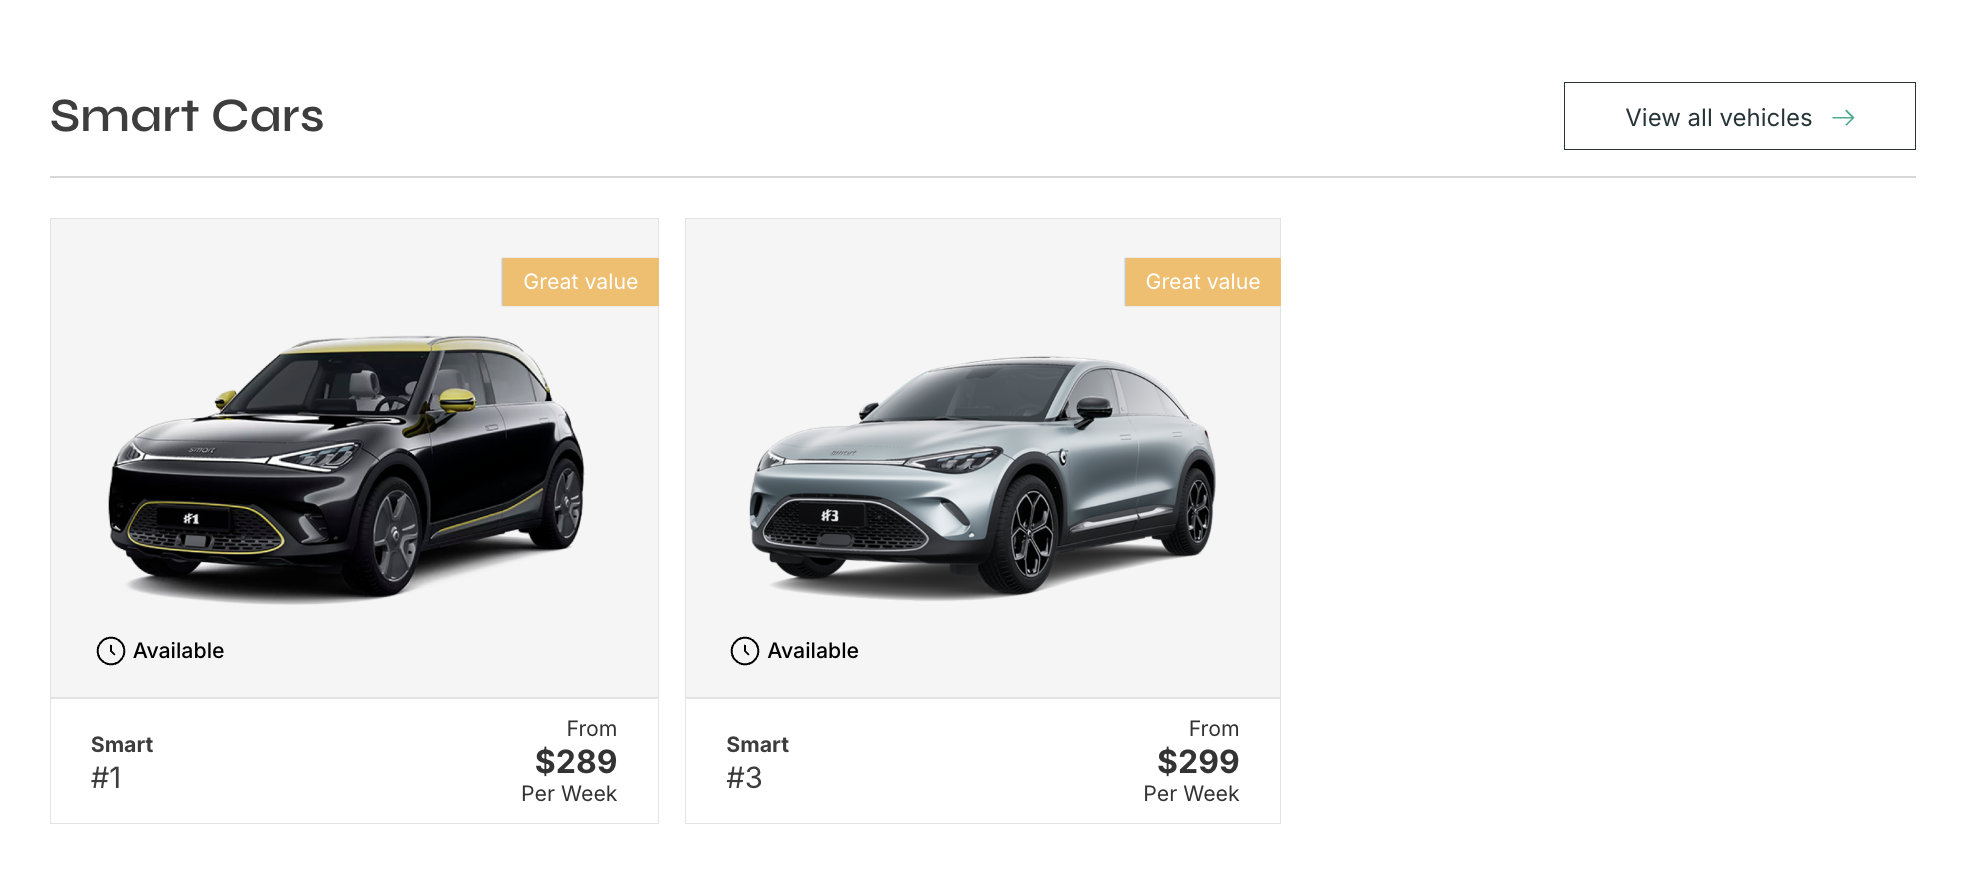 Smart Cars
View all vehicles
Great value
Great value
smart
#1
smart
#3
Available
Available
Smart
#1
From
$289
Per Week
Smart
#3
From
$299
Per Week